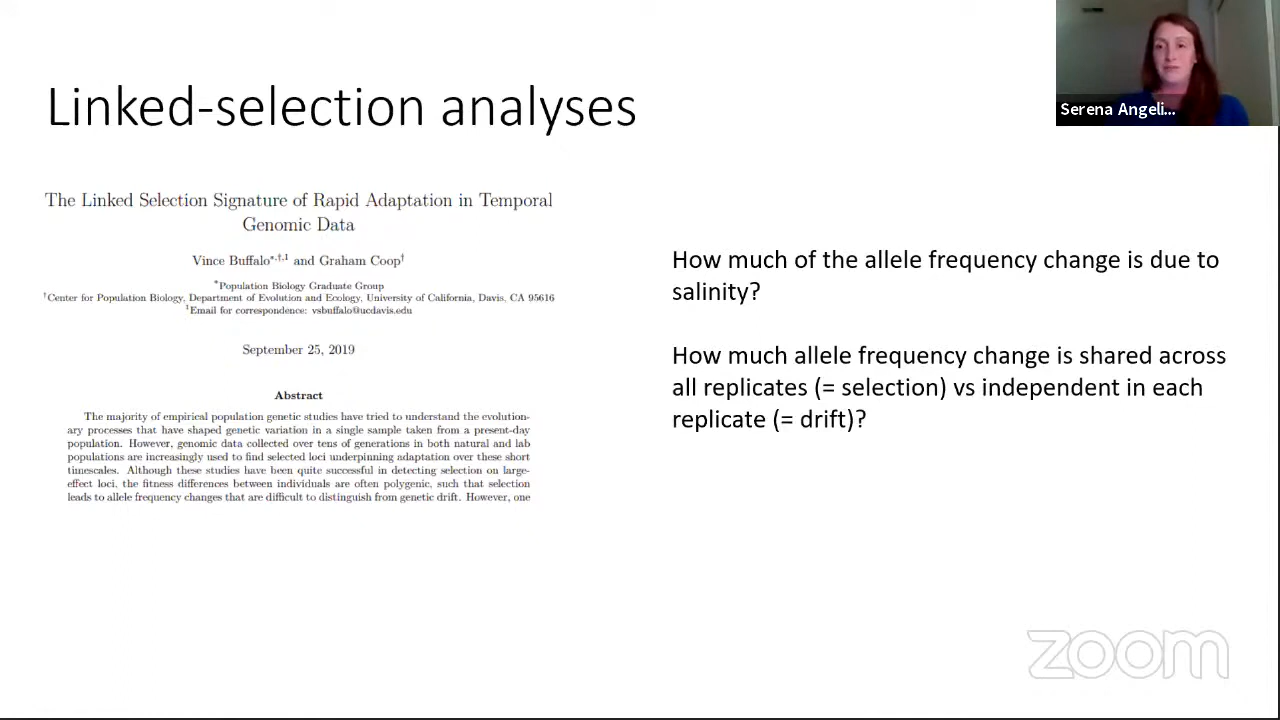 Linked-selection analyses
Serena Angeli...
The Linked Selection Signature of Rapid Adaptation in Temporal
Genomic Data
Vince Buffalo*,†,1 and Graham Coop†
*Population Biology Graduate Group
†Center for Population Biology, Department of Evolution and Ecology, University of California, Davis, CA 95616
1Email for correspondence: vsbuffalo@ucdavis.edu
September 25, 2019
Abstract
The majority of empirical population genetic studies have tried to understand the evolution-
ary processes that have shaped genetic variation in a single sample taken from a present-day
population. However, genomic data collected over tens of generations in both natural and lab
populations are increasingly used to find selected loci underpinning adaptation over these short
timescales. Although these studies have been quite successful in detecting selection on large-
effect loci, the fitness differences between individuals are often polygenic, such that selection
leads to allele frequency changes that are difficult to distinguish from genetic drift. However, one
How much of the allele frequency change is due to
salinity?
How much allele frequency change is shared across
all replicates (= selection) vs independent in each
replicate (= drift)?
zoom